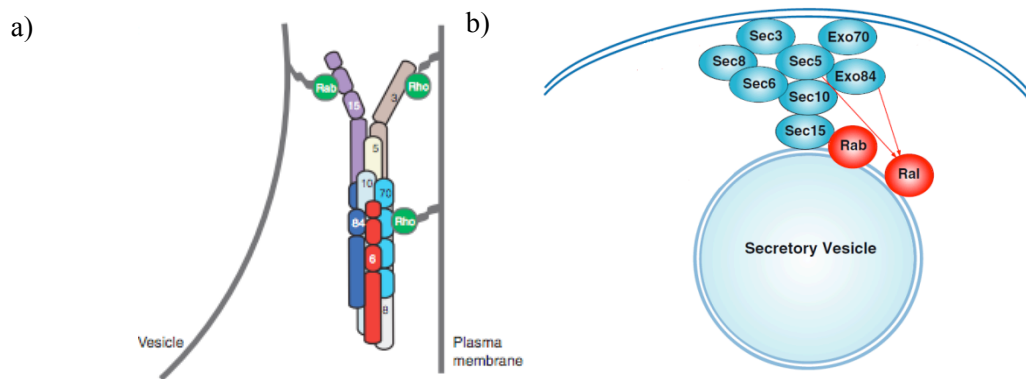 a)
Rab
Rho
15
3
5
10
70
84
Rho
6
8
Vesicle
Plasma
membrane
b)
Sec3
Exo70
Sec8
Sec5
Sec6
Exo84
Sec10
Sec15
Rab
Ral
Secretory Vesicle